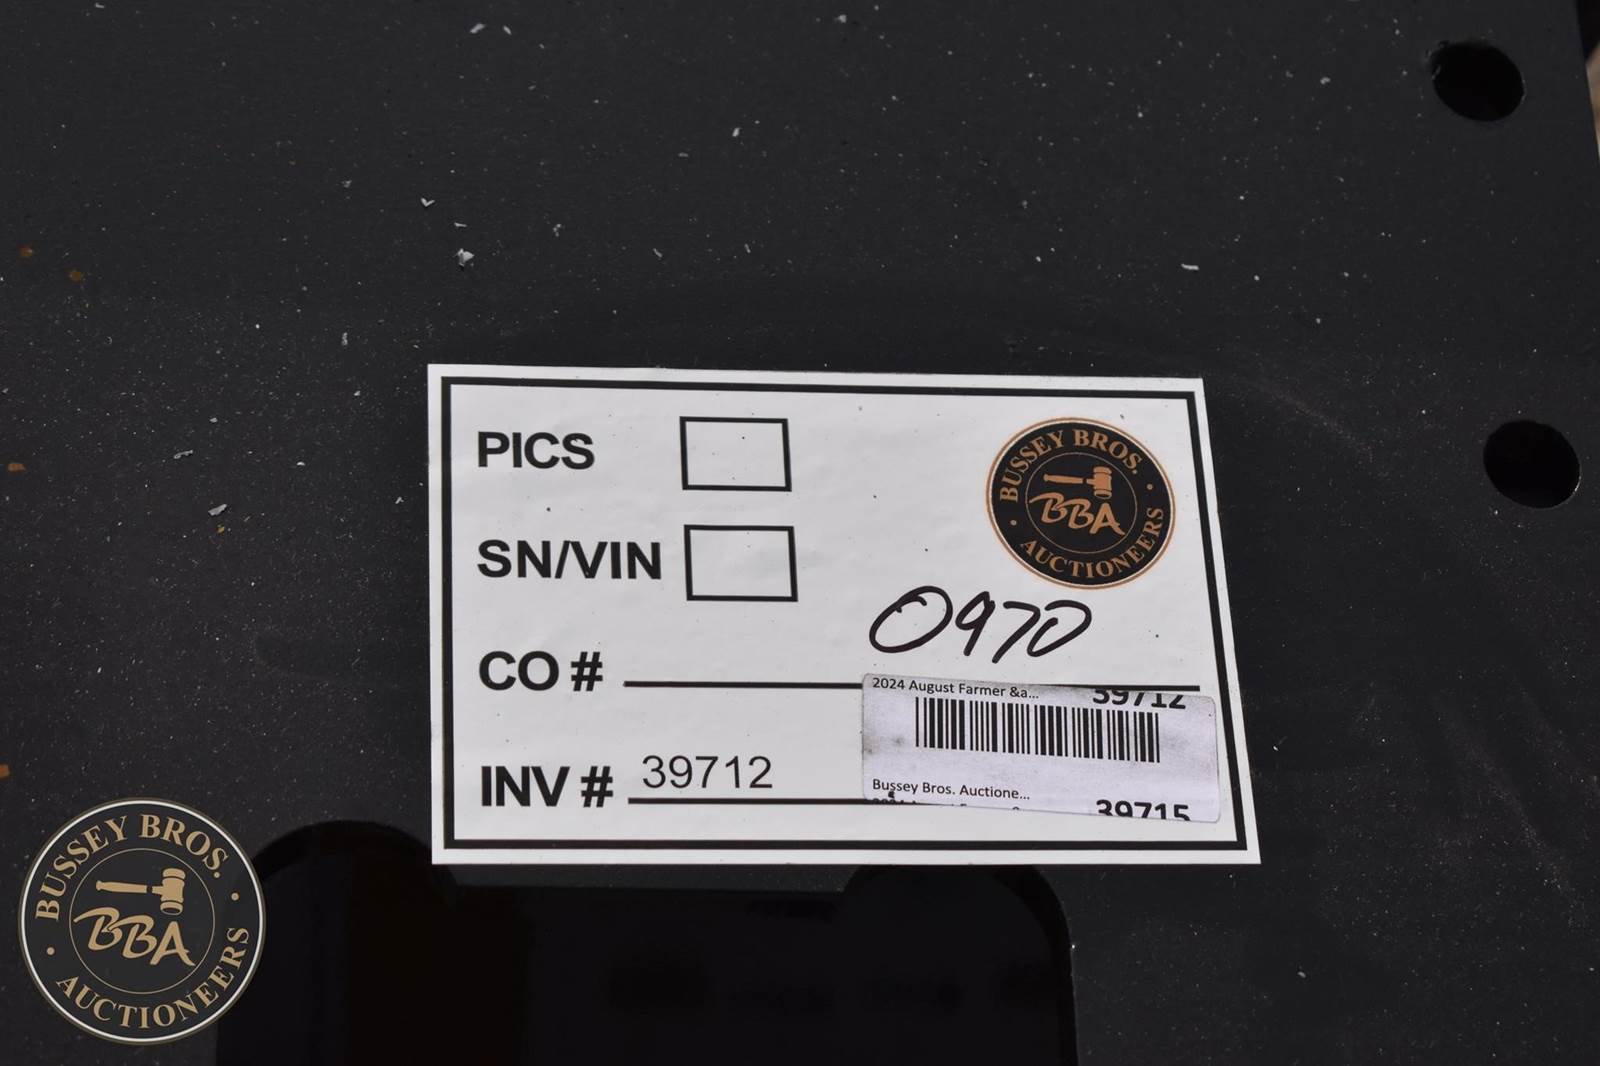 PICS
BUSSEY BROS.
BBA
AUCTIONEERS
SN/VIN
0970
CO #
2024 August Farmer &a...
39712
INV # 39712
Bussey Bros. Auctione...
39715
BUSSEY BROS.
BBA
AUCTIONEERS